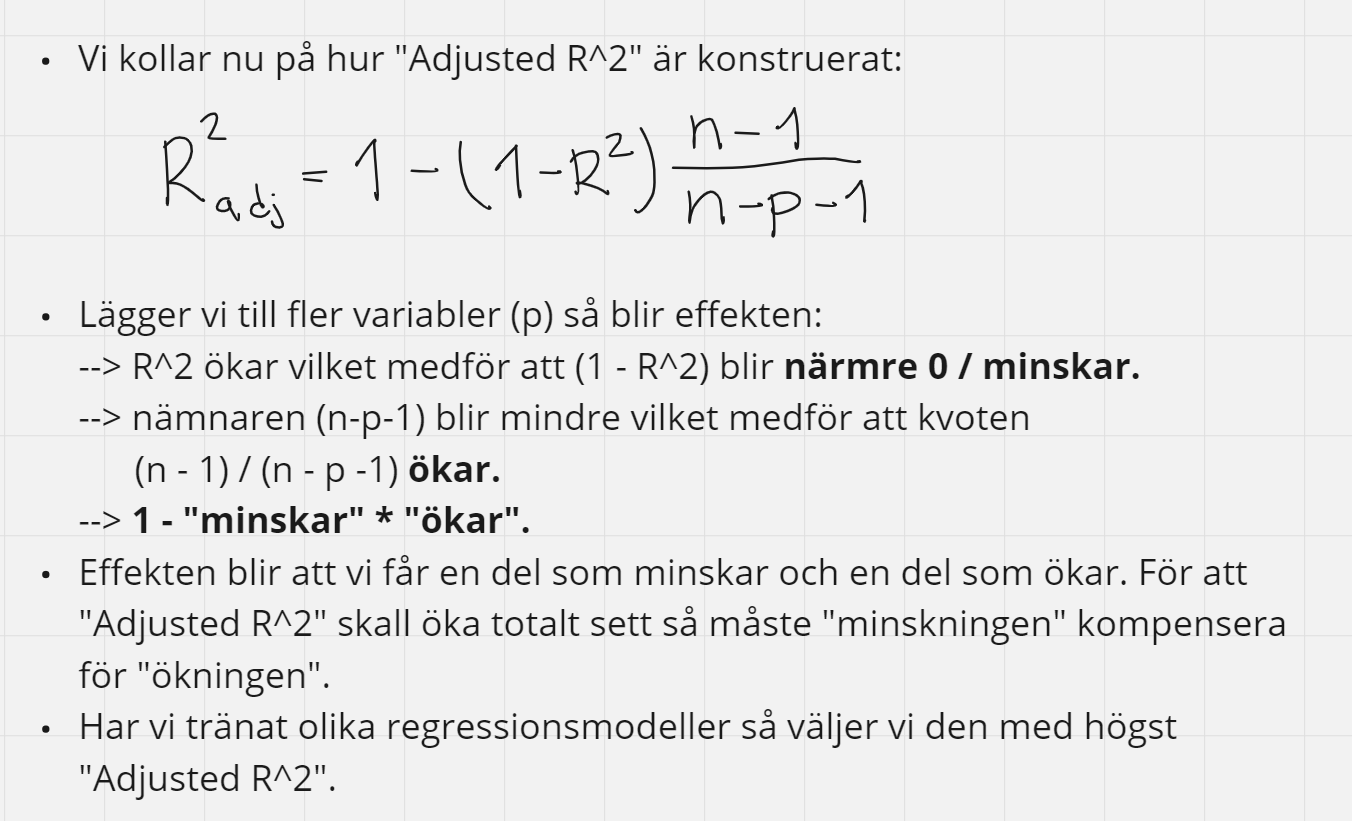 • Vi kollar nu på hur "Adjusted R^2" är konstruerat:
R²adj = 1 - (1-R²) (n-1)/(n-p-1)
• Lägger vi till fler variabler (p) så blir effekten:
--> R^2 ökar vilket medför att (1 - R^2) blir närmre 0 / minskar.
--> nämnaren (n-p-1) blir mindre vilket medför att kvoten
(n - 1) / (n - p -1) ökar.
--> 1 - "minskar" * "ökar".
• Effekten blir att vi får en del som minskar och en del som ökar. För att
"Adjusted R^2" skall öka totalt sett så måste "minskningen" kompensera
för "ökningen".
• Har vi tränat olika regressionsmodeller så väljer vi den med högst
"Adjusted R^2".